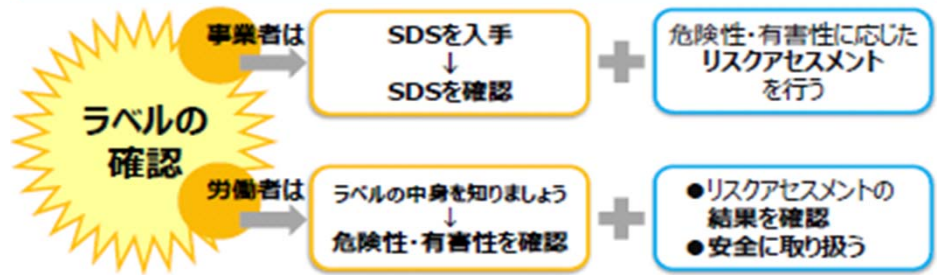 ラベルの
確認
事業者は
SDSを入手
↓
SDSを確認
危険性・有害性に応じた
リスクアセスメント
を行う
労働者は
ラベルの中身を知りましょう
↓
危険性・有害性を確認
●リスクアセスメントの
結果を確認
●安全に取り扱う